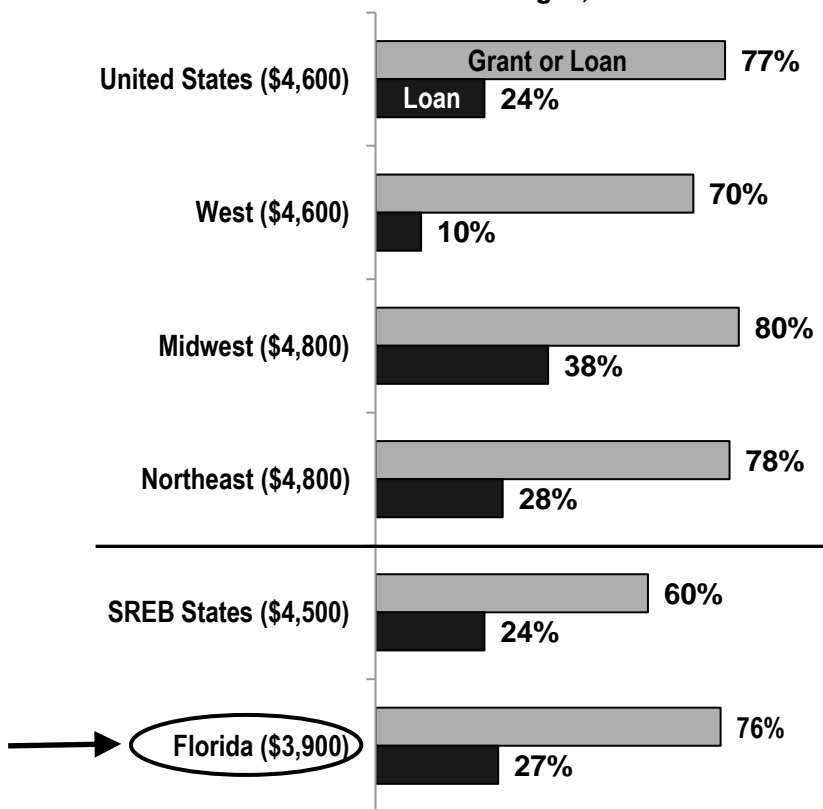 United States ($4,600)
Grant or Loan
77%
Loan
24%
West ($4,600)
70%
10%
Midwest ($4,800)
80%
38%
Northeast ($4,800)
78%
28%
SREB States ($4,500)
60%
24%
Florida ($3,900)
76%
27%